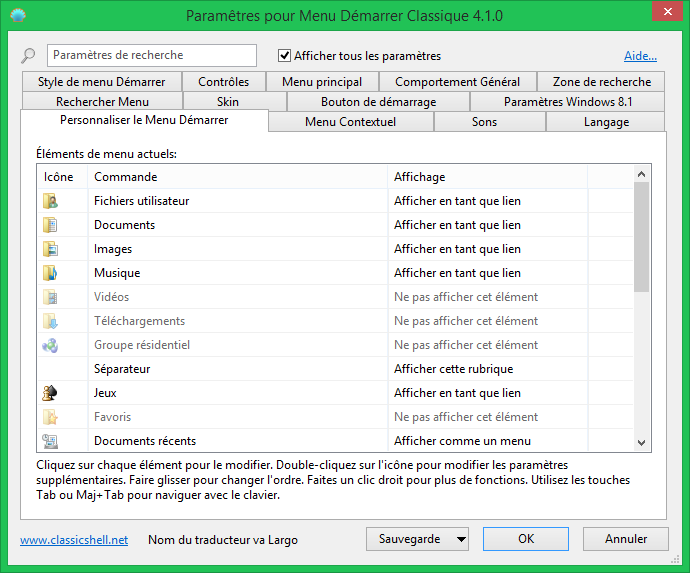 Paramêtres pour Menu Démarrer Classique 4.1.0
Paramètres de recherche
Afficher tous les paramètres
Aide...
Style de menu Démarrer
Contrôles
Menu principal
Comportement Général
Zone de recherche
Rechercher Menu
Skin
Bouton de démarrage
Paramètres Windows 8.1
Personnaliser le Menu Démarrer
Menu Contextuel
Sons
Langage
Éléments de menu actuels:
Icône Commande Affichage
Fichiers utilisateur Afficher en tant que lien
Documents Afficher en tant que lien
Images Afficher en tant que lien
Musique Afficher en tant que lien
Vidéos Ne pas afficher cet élément
Téléchargements Ne pas afficher cet élément
Groupe résidentiel Ne pas afficher cet élément
Séparateur Afficher cette rubrique
Jeux Afficher en tant que lien
Favoris Ne pas afficher cet élément
Documents récents Afficher comme un menu
Cliquez sur chaque élément pour le modifier. Double-cliquez sur l'icône pour modifier les paramètres
supplémentaires. Faire glisser pour changer l'ordre. Faites un clic droit pour plus de fonctions. Utilisez les touches
Tab ou Maj+Tab pour naviguer avec le clavier.
www.classicshell.net
Nom du traducteur va Largo
Sauvegarde
OK
Annuler